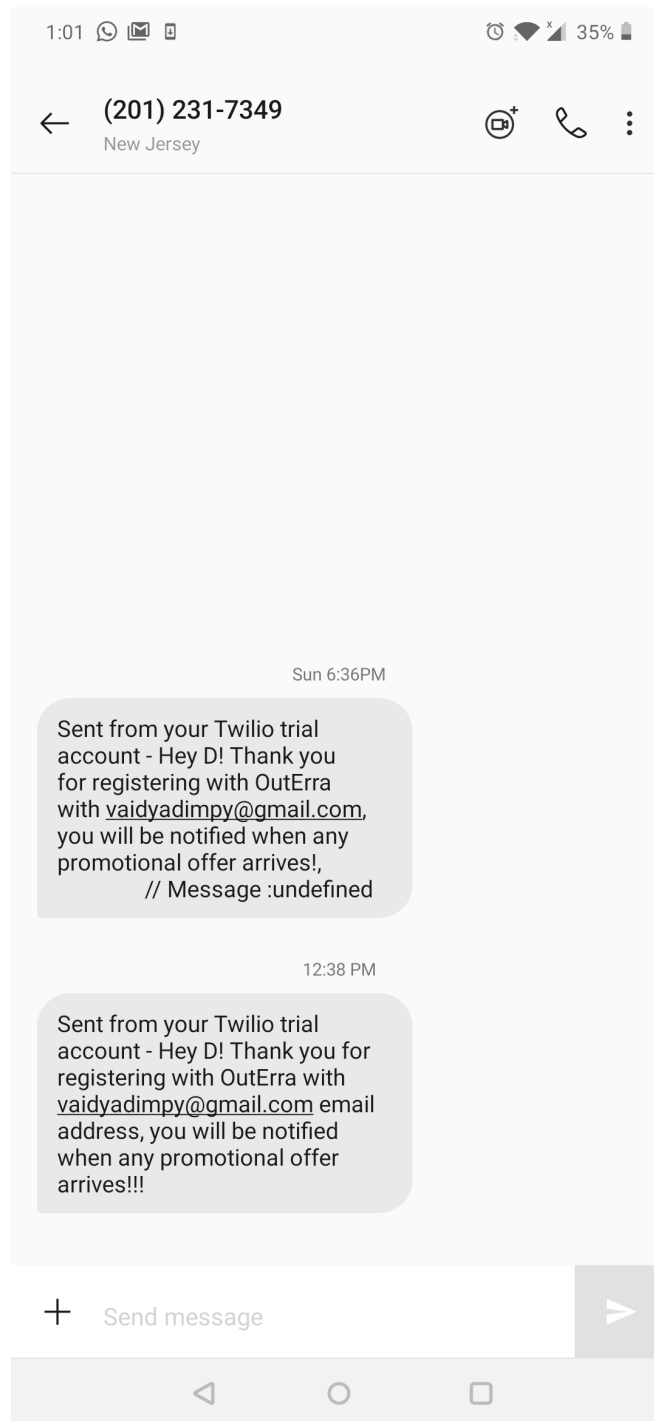 1:01 35%
(201) 231-7349
New Jersey
Sun 6:36PM
Sent from your Twilio trial
account - Hey D! Thank you
for registering with OutErra
with vaidyadimpy@gmail.com,
you will be notified when any
promotional offer arrives!,
// Message :undefined
12:38 PM
Sent from your Twilio trial
account - Hey D! Thank you for
registering with OutErra with
vaidyadimpy@gmail.com email
address, you will be notified
when any promotional offer
arrives!!!
Send message